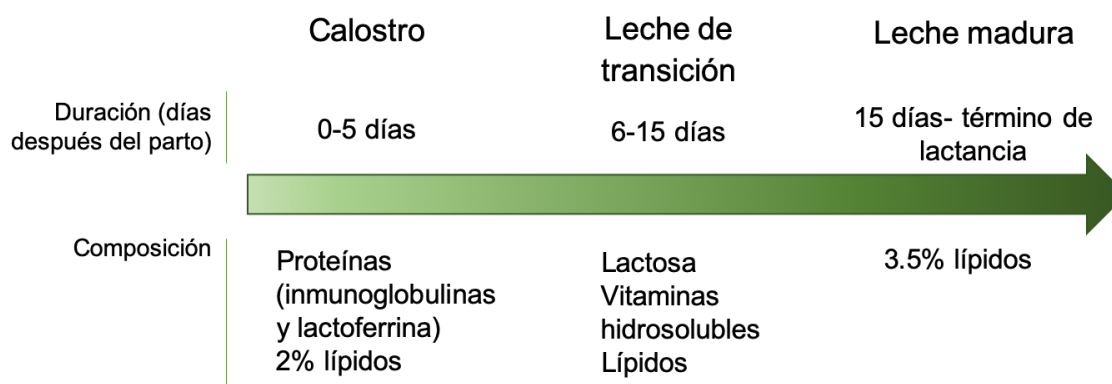 Calostro
Leche de
transición
Leche madura
Duración (días
después del parto)
0-5 días
6-15 días
15 días- término de
lactancia
Composición
Proteínas
(inmunoglobulinas
y lactoferrina)
2% lípidos
Lactosa
Vitaminas
hidrosolubles
Lípidos
3.5% lípidos